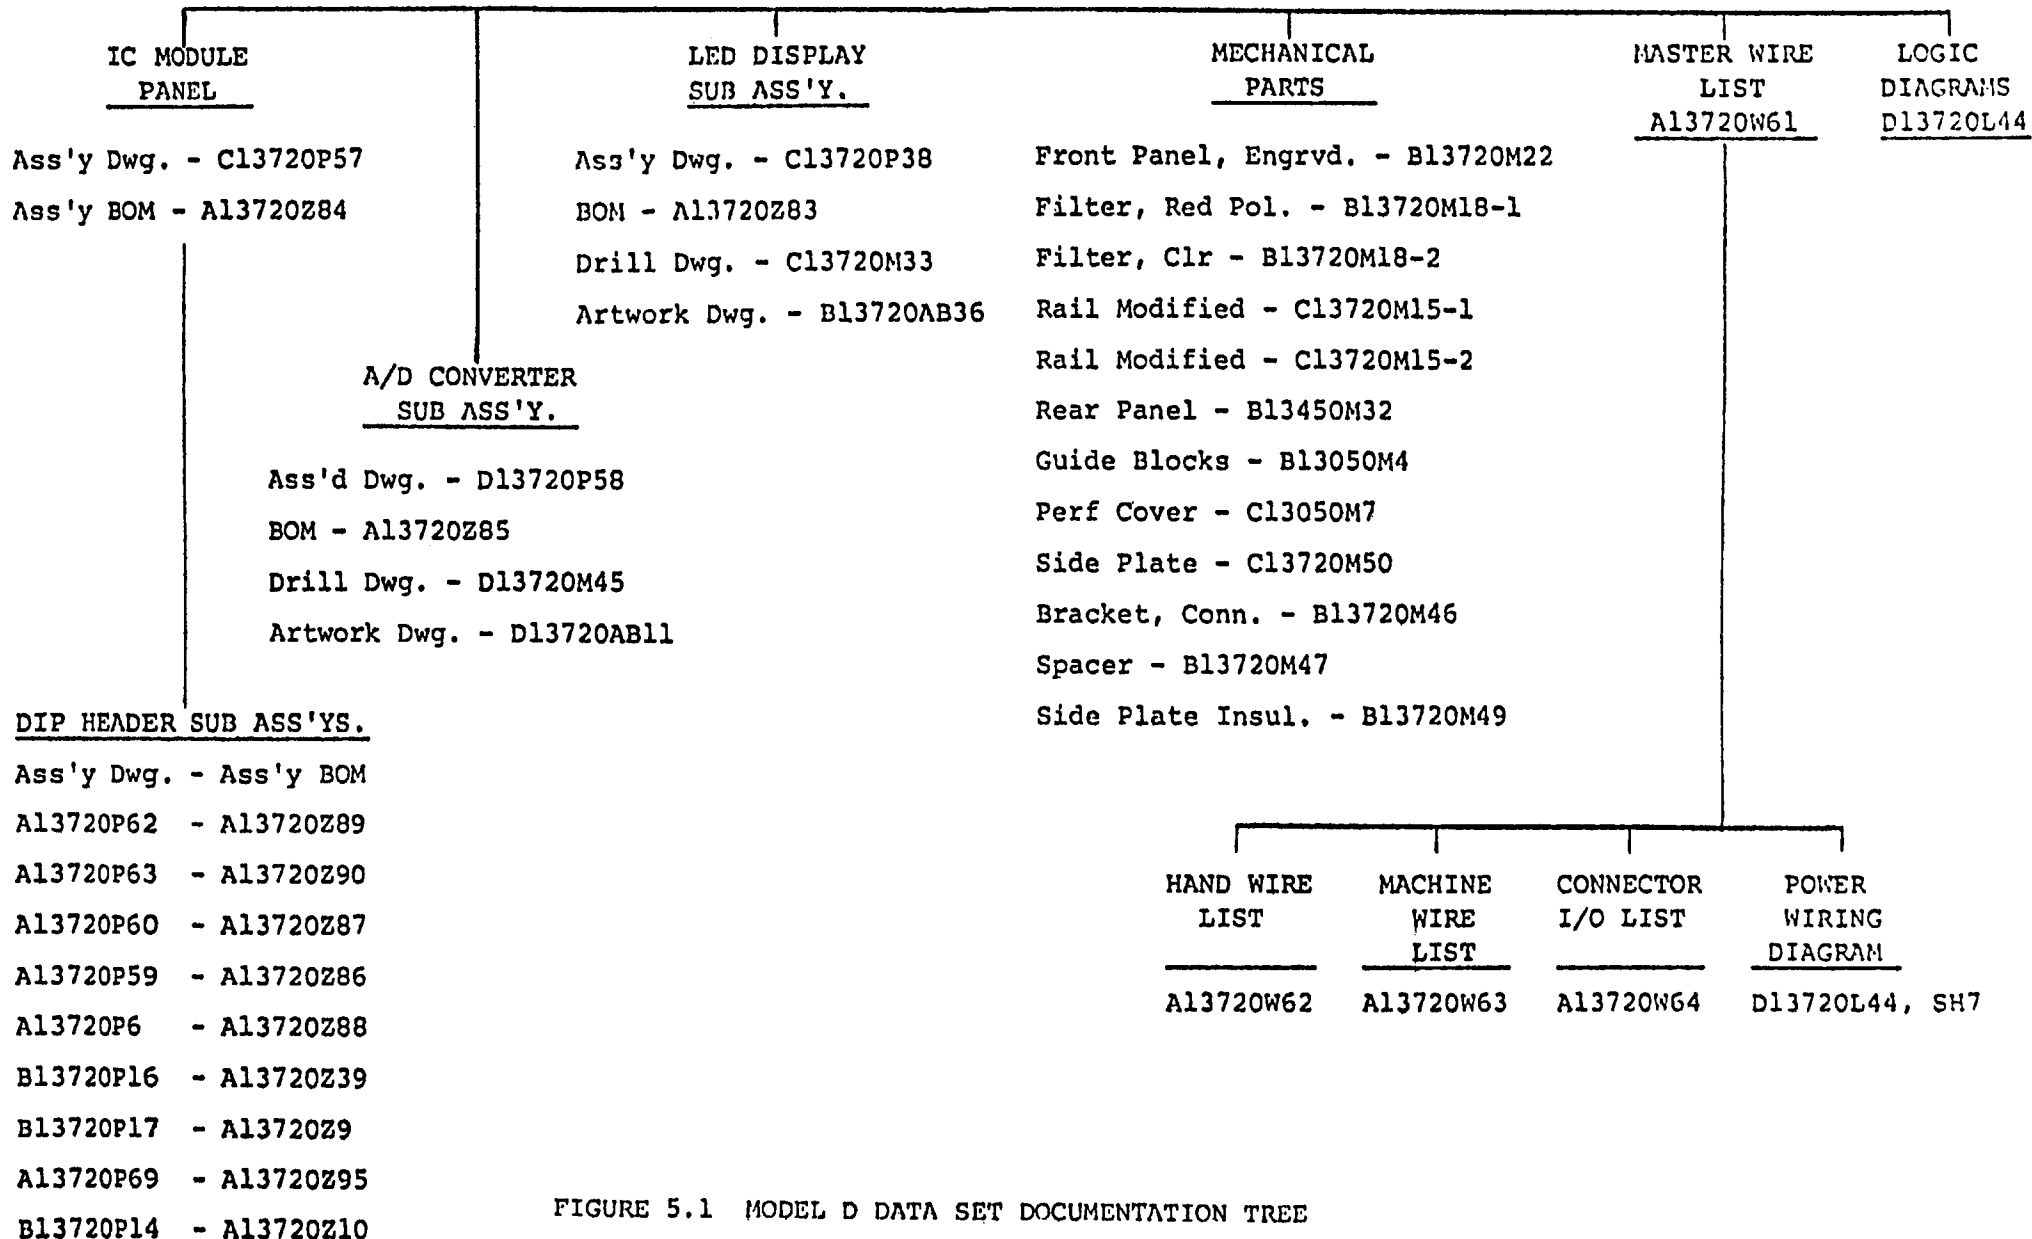 IC MODULE
PANEL
Ass'y Dwg. - C13720P57
Ass'y BOM - A13720Z84
LED DISPLAY
SUB ASS'Y.
Ass'y Dwg. - C13720P38
BOM - A13720Z83
Drill Dwg. - C13720M33
Artwork Dwg. - B13720AB36
MECHANICAL
PARTS
Front Panel, Engrvd. - B13720M22
Filter, Red Pol. - B13720M18-1
Filter, Clr - B13720M18-2
Rail Modified - C13720M15-1
Rail Modified - C13720M15-2
Rear Panel - B13450M32
Guide Blocks - B13050M4
Perf Cover - C13050M7
Side Plate - C13720M50
Bracket, Conn. - B13720M46
Spacer - B13720M47
Side Plate Insul. - B13720M49
MASTER WIRE
LIST
A13720W61
LOGIC
DIAGRAMS
D13720L44
A/D CONVERTER
SUB ASS'Y.
Ass'd Dwg. - D13720P58
BOM - A13720Z85
Drill Dwg. - D13720M45
Artwork Dwg. - D13720AB11
DIP HEADER SUB ASS'YS.
Ass'y Dwg. - Ass'y BOM
A13720P62 - A13720Z89
A13720P63 - A13720Z90
A13720P60 - A13720Z87
A13720P59 - A13720Z86
A13720P6 - A13720Z88
B13720P16 - A13720Z39
B13720P17 - A13720Z9
A13720P69 - A13720Z95
B13720P14 - A13720Z10
HAND WIRE
LIST
A13720W62
MACHINE
WIRE
LIST
A13720W63
CONNECTOR
I/O LIST
A13720W64
POWER
WIRING
DIAGRAM
D13720L44, SH7
FIGURE 5.1 MODEL D DATA SET DOCUMENTATION TREE